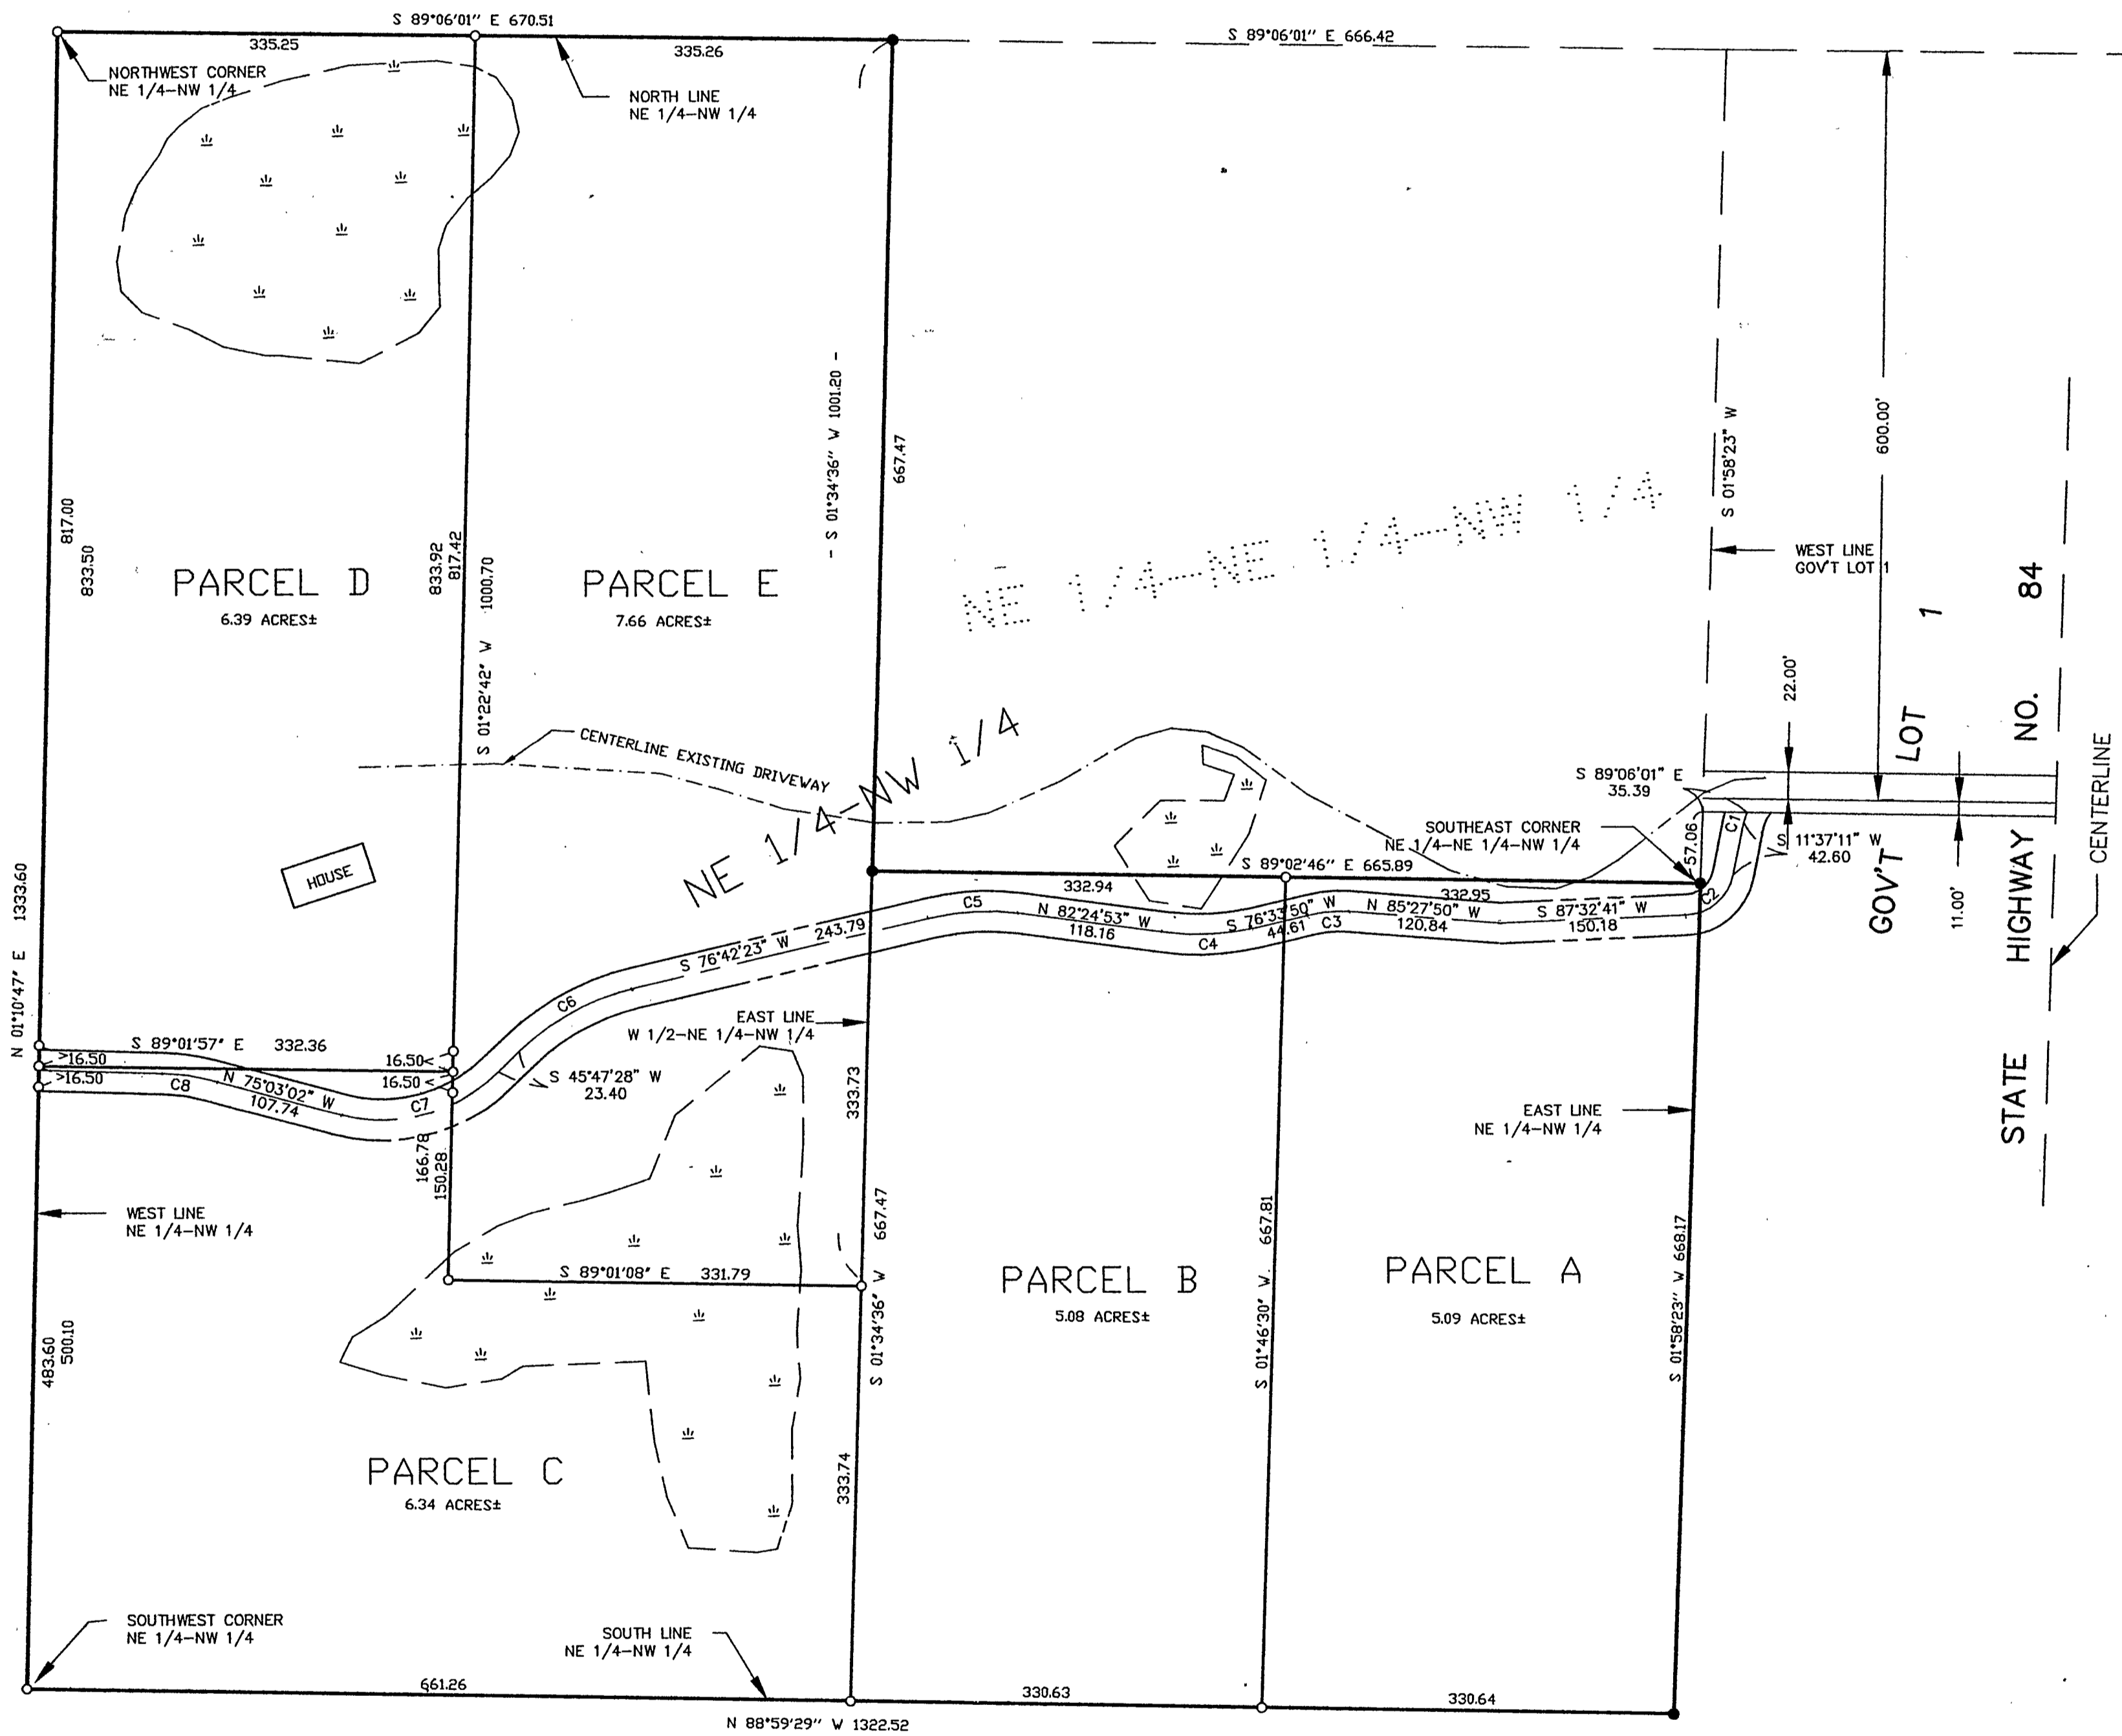 S 89°06'01" E 670.51
335.25
335.26
S 89°06'01" E 666.42
NORTHWEST CORNER
NE 1/4-NW 1/4
NORTH LINE
NE 1/4-NW 1/4
- S 01°34'36" W 1001.20 -
667.47
S 01°58'23" W
600.00'
817.00
833.50
833.92
817.42
S 01°22'42" W 1000.70
PARCEL D
6.39 ACRES±
PARCEL E
7.66 ACRES±
NE 1/4-NE 1/4-NW 1/4
WEST LINE
GOV'T LOT 1
GOV'T LOT 1
STATE HIGHWAY NO. 84
CENTERLINE
22.00'
11.00'
CENTERLINE EXISTING DRIVEWAY
NE 1/4-NW 1/4
S 89°06'01" E
35.39
SOUTHEAST CORNER
NE 1/4-NE 1/4-NW 1/4
57.06
C1
S 11°37'11" W
42.60
C2
S 89°02'46" E 665.89
332.94
332.95
HOUSE
N 01°10'47" E 1333.60
C5
N 82°24'53" W
118.16
C4
S 76°33'50" W
44.61
C3
N 85°27'50" W
120.84
S 87°32'41" W
150.18
S 76°42'23" W 243.79
C6
EAST LINE
W 1/2-NE 1/4-NW 1/4
S 89°01'57" E 332.36
>16.50
16.50<
>16.50
16.50<
C8
N 75°03'02" W
107.74
C7
S 45°47'28" W
23.40
333.73
166.78
150.28
EAST LINE
NE 1/4-NW 1/4
WEST LINE
NE 1/4-NW 1/4
S 89°01'08" E 331.79
S 01°34'36" W 667.47
PARCEL B
5.08 ACRES±
S 01°46'30" W. 667.81
PARCEL A
5.09 ACRES±
S 01°58'23" W 668.17
483.60
500.10
PARCEL C
6.34 ACRES±
333.74
SOUTHWEST CORNER
NE 1/4-NW 1/4
SOUTH LINE
NE 1/4-NW 1/4
661.26
330.63
330.64
N 88°59'29" W 1322.52